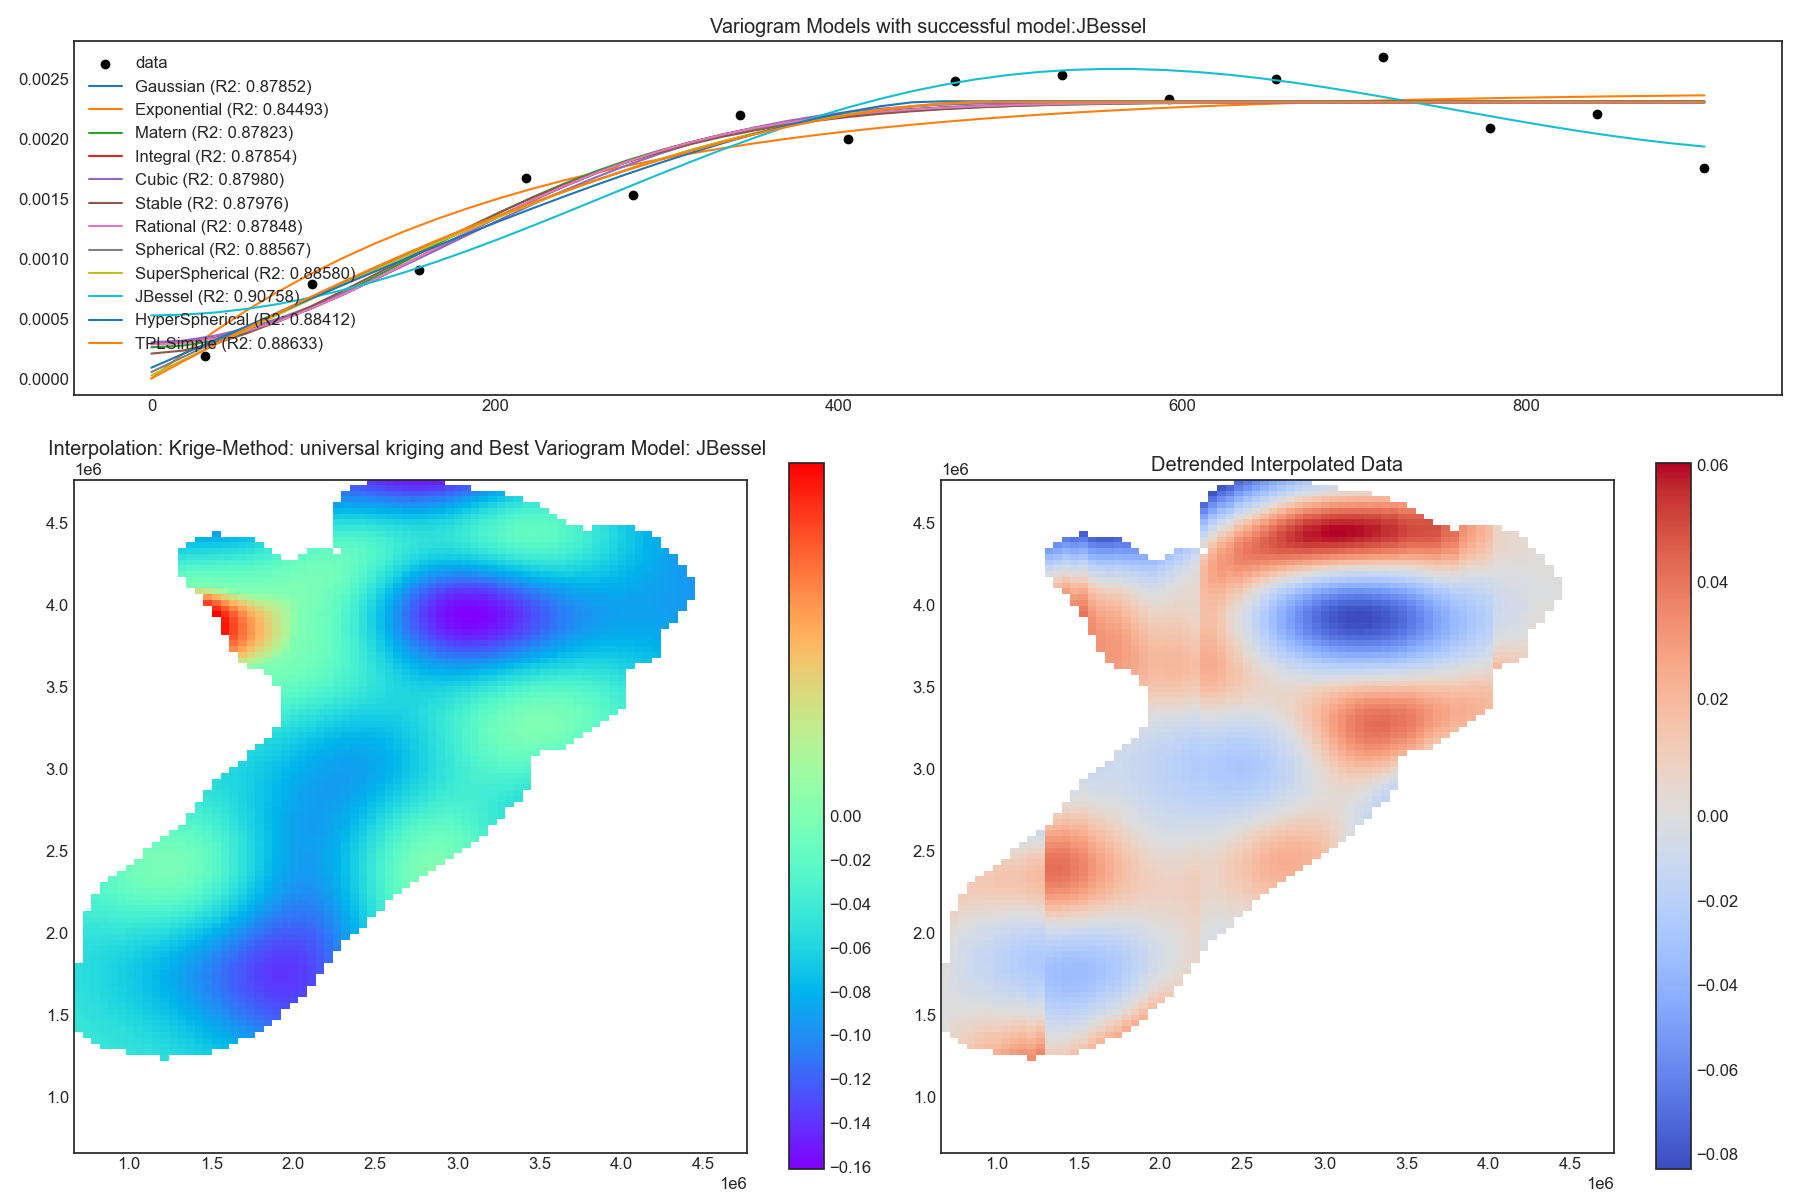 Variogram Models with successful model:JBessel
data
Gaussian (R2: 0.87852)
Exponential (R2: 0.84493)
Matern (R2: 0.87823)
Integral (R2: 0.87854)
Cubic (R2: 0.87980)
Stable (R2: 0.87976)
Rational (R2: 0.87848)
Spherical (R2: 0.88567)
SuperSpherical (R2: 0.88580)
JBessel (R2: 0.90758)
HyperSpherical (R2: 0.88412)
TPLSimple (R2: 0.88633)
0.0025
0.0020
0.0015
0.0010
0.0005
0.0000
0 200 400 600 800
Interpolation: Krige-Method: universal kriging and Best Variogram Model: JBessel
1e6
4.5
4.0
3.5
3.0
2.5
2.0
1.5
1.0
1.0 1.5 2.0 2.5 3.0 3.5 4.0 4.5
1e6
0.00
−0.02
−0.04
−0.06
−0.08
−0.10
−0.12
−0.14
−0.16
Detrended Interpolated Data
1e6
4.5
4.0
3.5
3.0
2.5
2.0
1.5
1.0
1.0 1.5 2.0 2.5 3.0 3.5 4.0 4.5
1e6
0.06
0.04
0.02
0.00
−0.02
−0.04
−0.06
−0.08